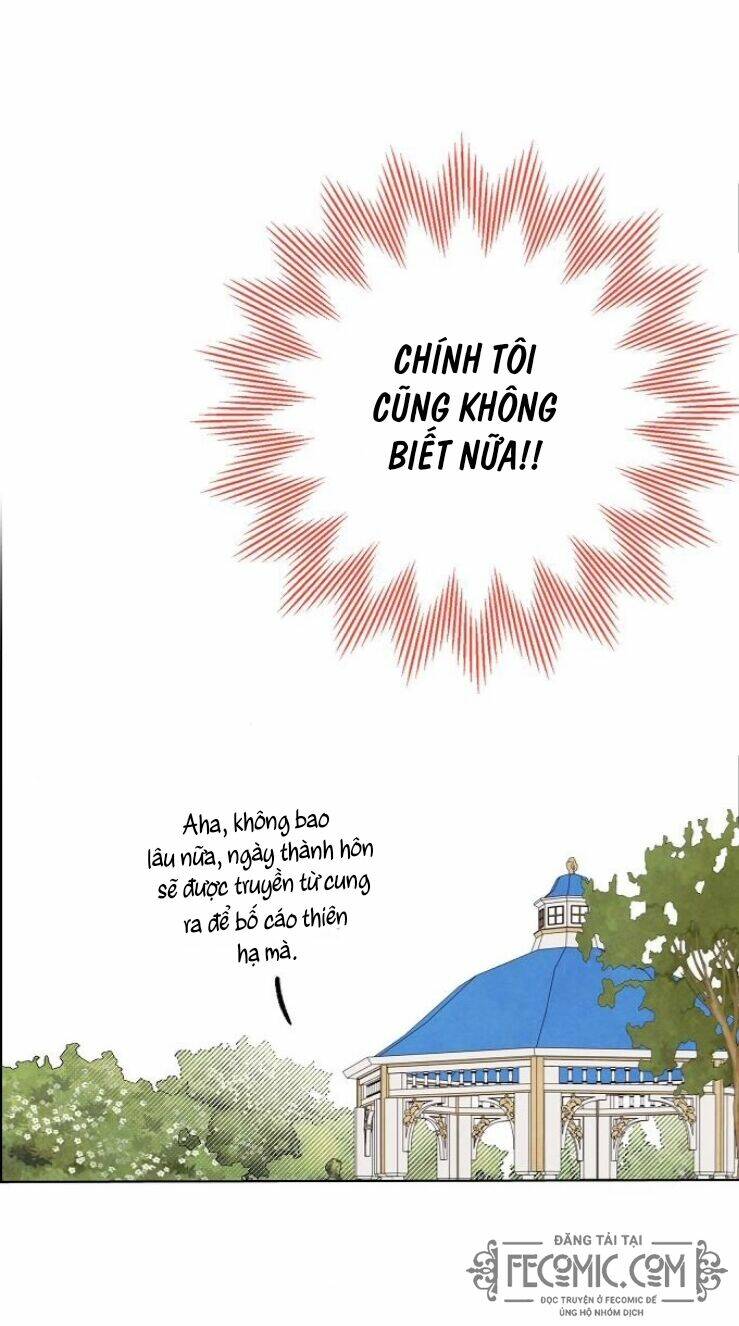 CHÍNH TÔI
CŨNG KHÔNG
BIẾT NỮA!!
Aha, không bao
lâu nữa, ngày thành hôn
sẽ được truyền từ cung
ra để bố cáo thiên
hạ mà.
ĐĂNG TẢI TẠI
FECOMIC.COM
ĐỌC TRUYỆN Ở FECOMIC ĐỂ
ỦNG HỘ NHÓM DỊCH